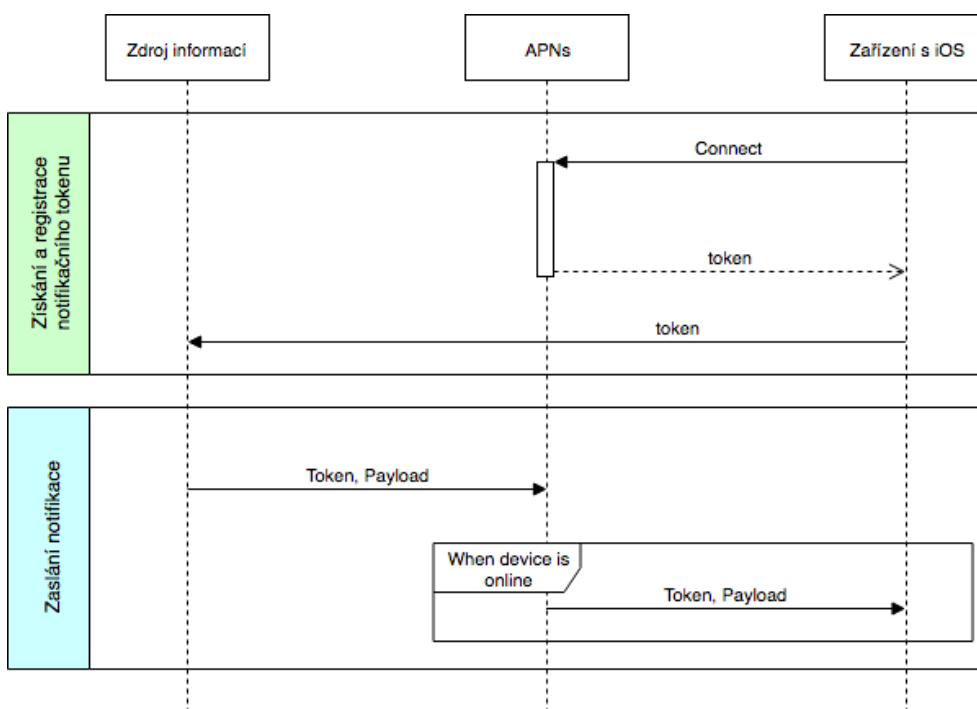 Zdroj informací
APNs
Zařízení s iOS
Získání a registrace
notifikačního tokenu
Connect
token
token
Zaslání notifikace
Token, Payload
When device is
online
Token, Payload